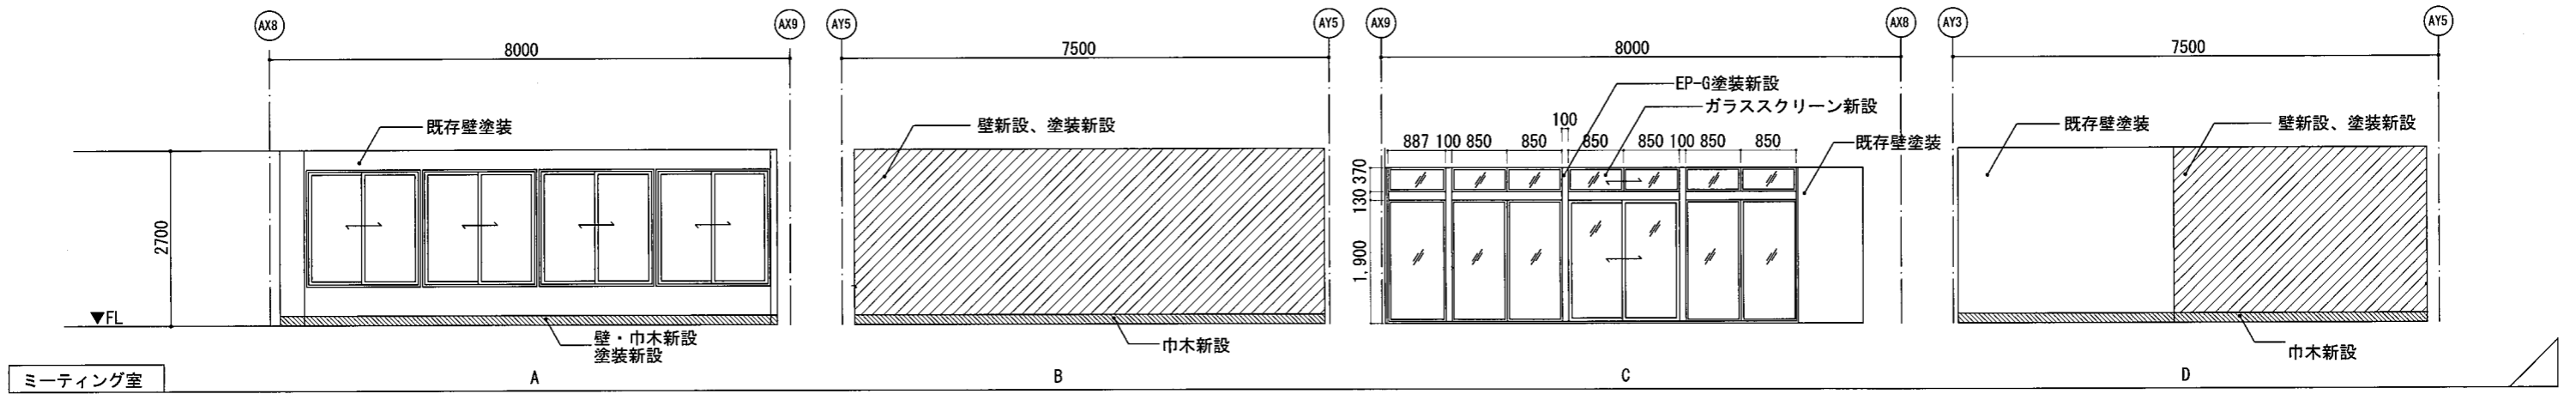 AX8
AX9
AY5
AY5
AX9
AX8
AY3
AY5
8000
7500
8000
7500
EP-G塗装新設
ガラススクリーン新設
既存壁塗装
壁新設、塗装新設
100
既存壁塗装
壁新設、塗装新設
887 100 850 850 850 850 100 850 850
既存壁塗装
370
130
1,900
2700
▼FL
壁・巾木新設
塗装新設
巾木新設
巾木新設
ミーティング室
A
B
C
D